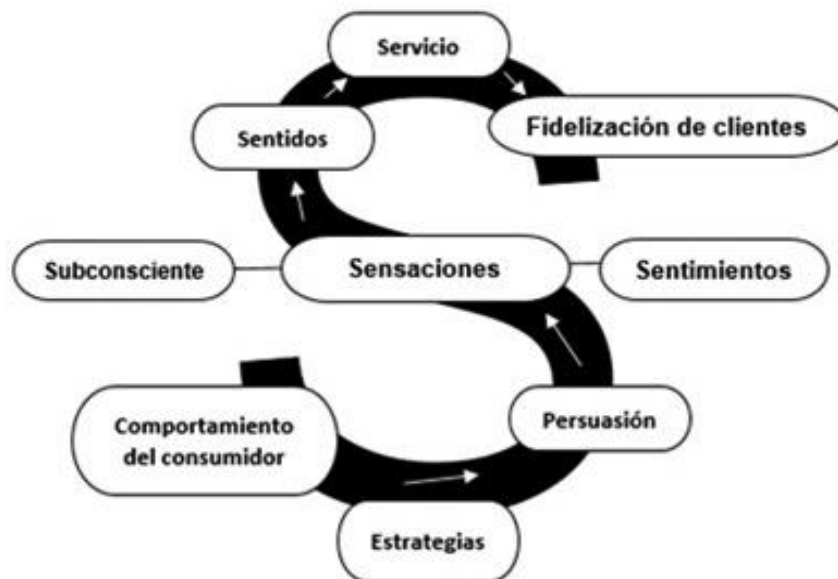 Servicio
Fidelización de clientes
Sentidos
Subconsciente
Sensaciones
Sentimientos
Comportamiento
del consumidor
Persuasión
Estrategias